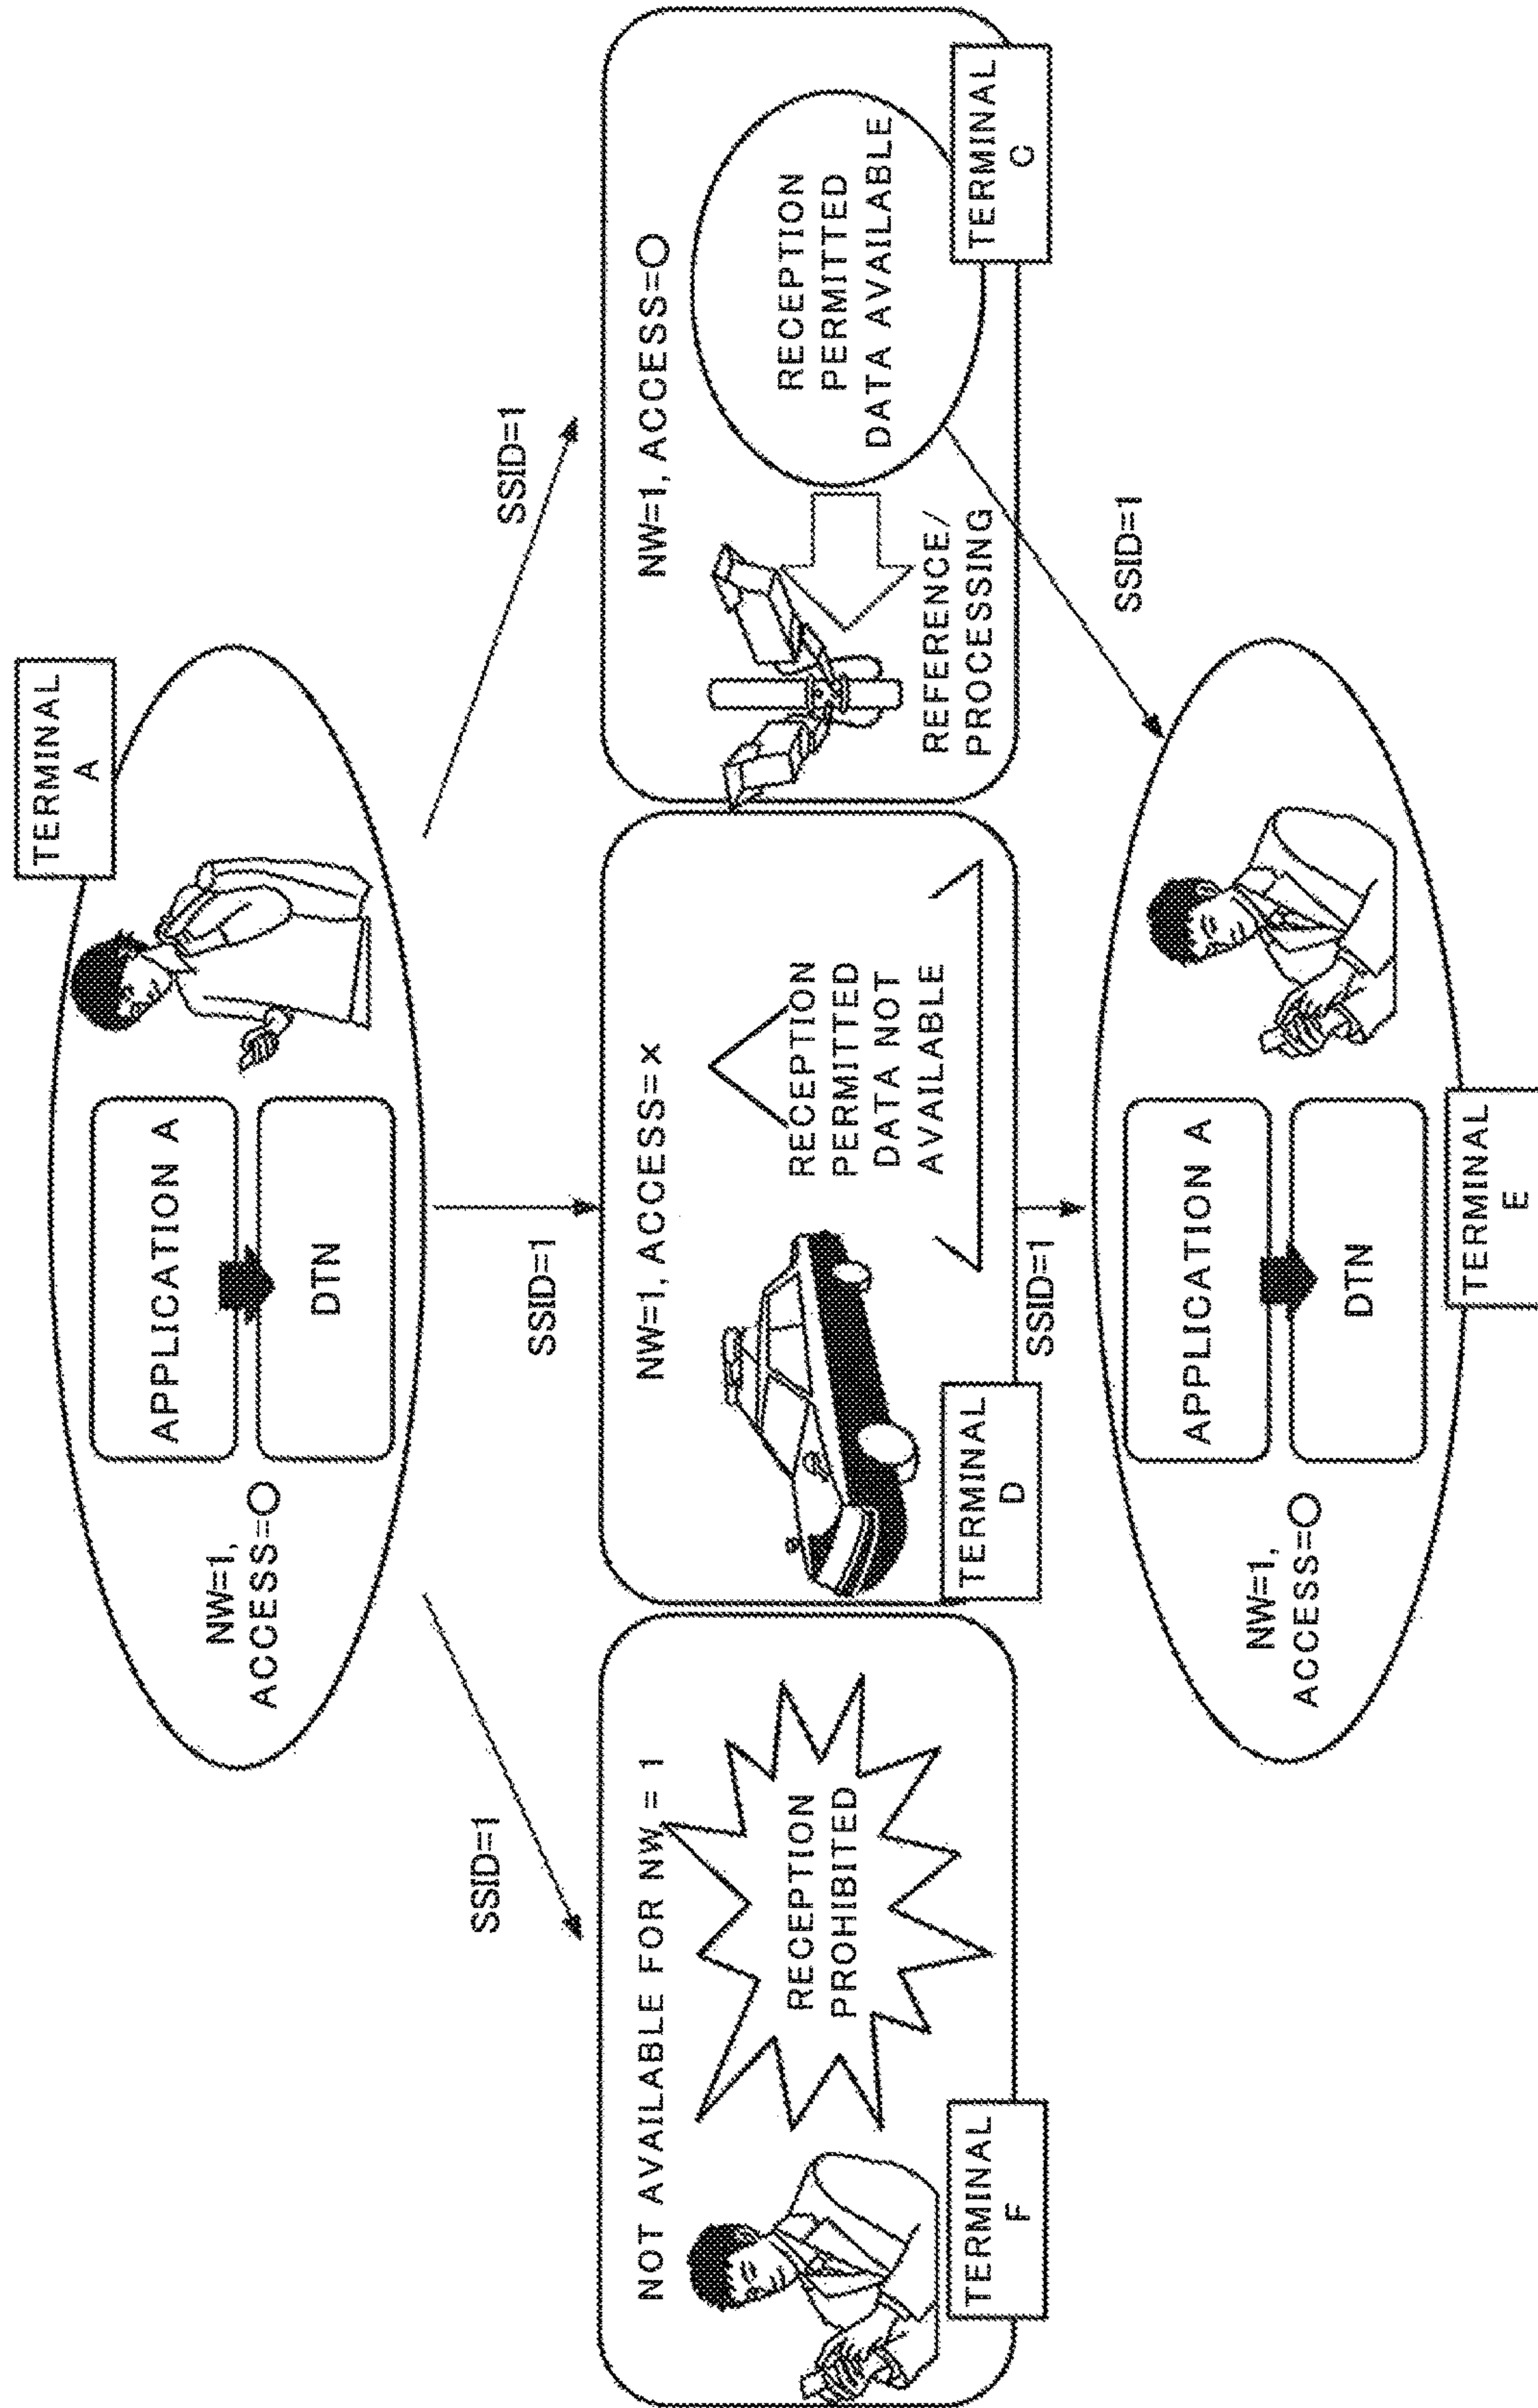 TERMINAL
A
NW=1,
ACCESS=○
APPLICATION A
DTN
SSID=1
SSID=1
SSID=1
NOT AVAILABLE FOR NW = 1
RECEPTION
PROHIBITED
TERMINAL
F
NW=1, ACCESS=×
RECEPTION
PERMITTED
DATA NOT
AVAILABLE
TERMINAL
D
NW=1, ACCESS=○
RECEPTION
PERMITTED
DATA AVAILABLE
REFERENCE/
PROCESSING
TERMINAL
C
SSID=1
SSID=1
NW=1,
ACCESS=○
APPLICATION A
DTN
TERMINAL
E